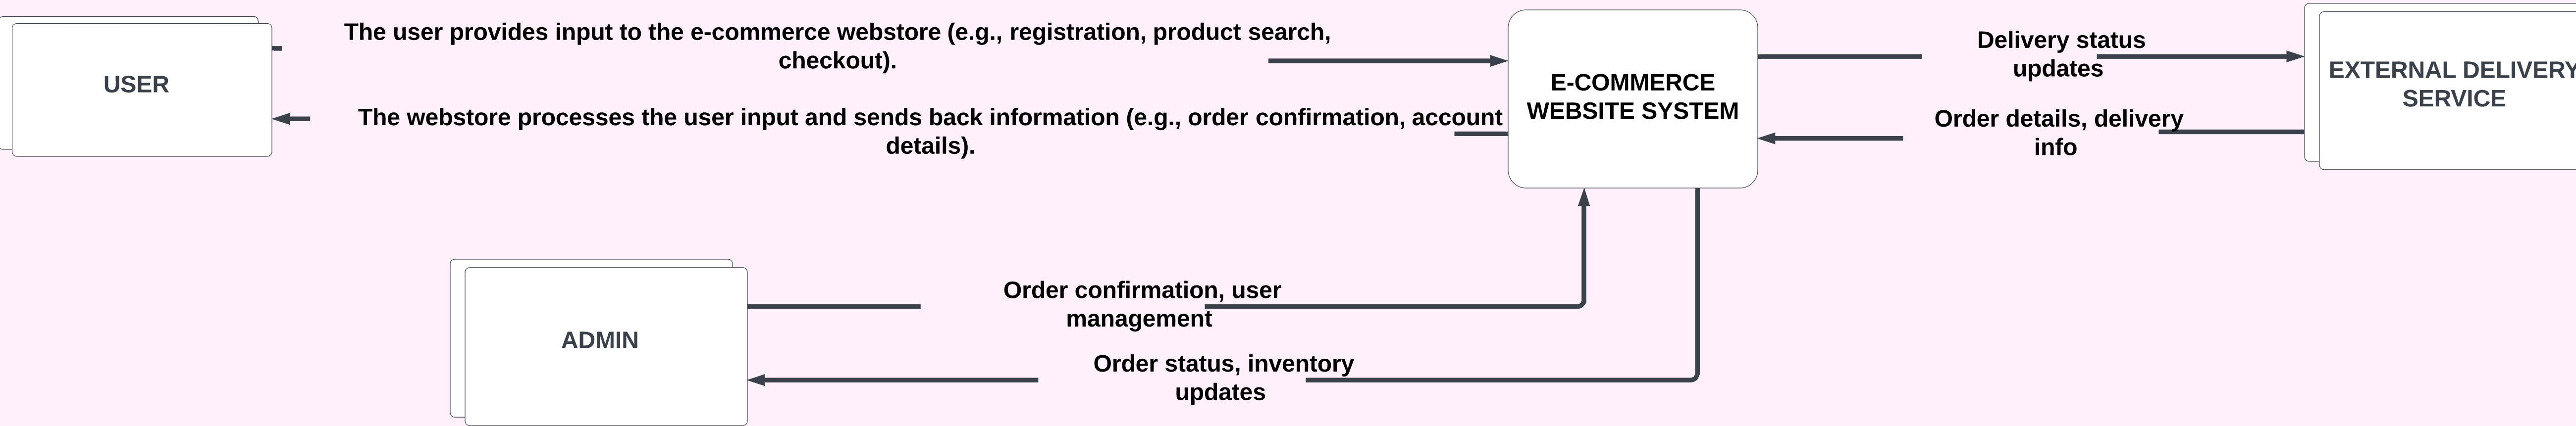 USER
The user provides input to the e-commerce webstore (e.g., registration, product search,
checkout).
The webstore processes the user input and sends back information (e.g., order confirmation, account
details).
E-COMMERCE
WEBSITE SYSTEM
Delivery status
updates
Order details, delivery
info
EXTERNAL DELIVERY
SERVICE
ADMIN
Order confirmation, user
management
Order status, inventory
updates